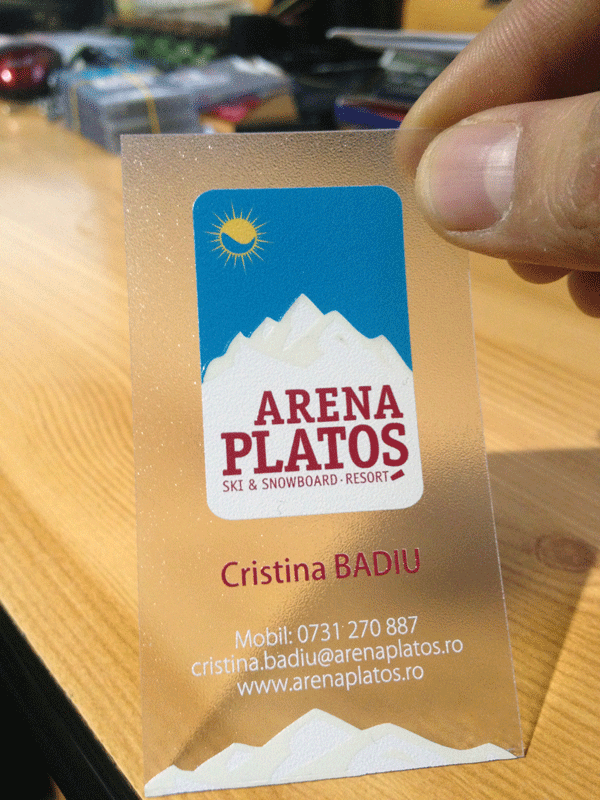 ARENA
PLATOS
SKI & SNOWBOARD · RESORT
Cristina BADIU
Mobil: 0731 270 887
cristina.badiu@arenaplatos.ro
www.arenaplatos.ro